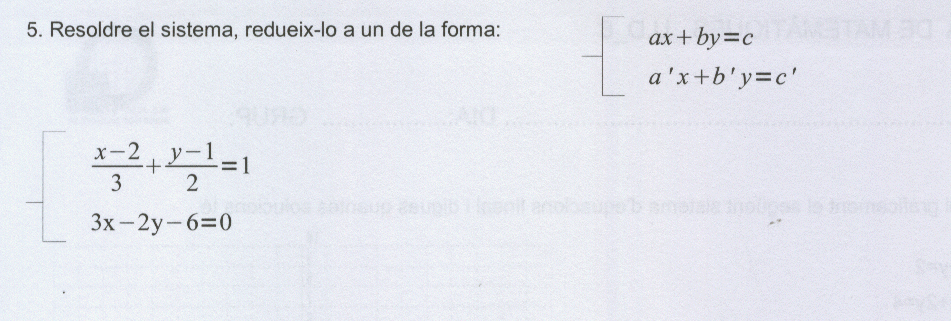 5. Resoldre el sistema, redueix-lo a un de la forma:
ax+by=c
a'x+b'y=c'
x−2/3 + y−1/2 =1
3x−2y−6=0